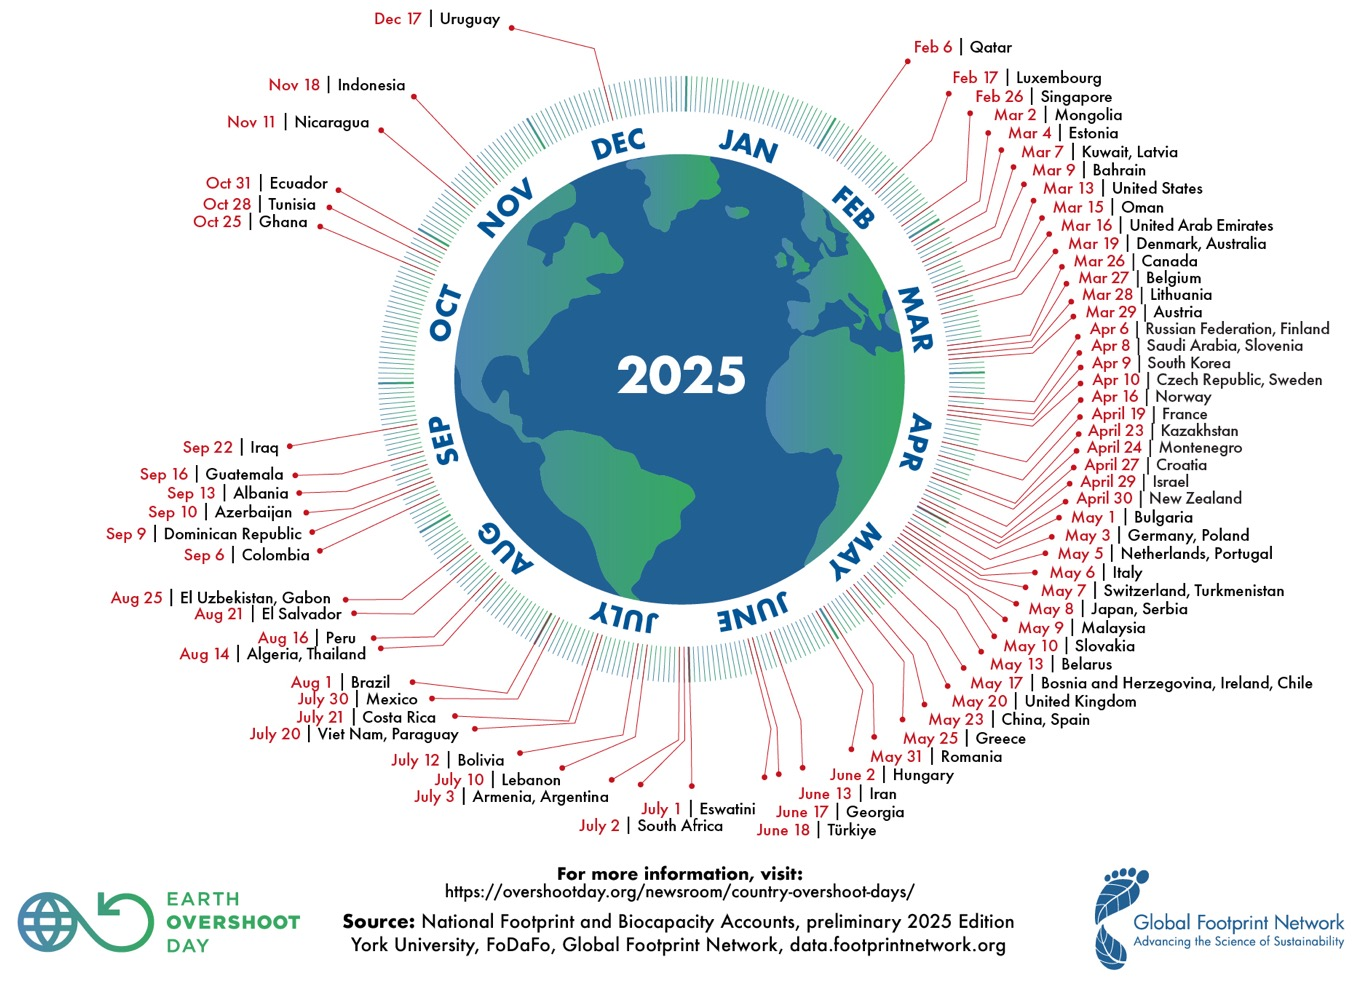 Dec 17 | Uruguay
Nov 18 | Indonesia
Nov 11 | Nicaragua
Oct 31 | Ecuador
Oct 28 | Tunisia
Oct 25 | Ghana
Sep 22 | Iraq
Sep 16 | Guatemala
Sep 13 | Albania
Sep 10 | Azerbaijan
Sep 9 | Dominican Republic
Sep 6 | Colombia
Aug 25 | El Uzbekistan, Gabon
Aug 21 | El Salvador
Aug 16 | Peru
Aug 14 | Algeria, Thailand
Aug 1 | Brazil
July 30 | Mexico
July 21 | Costa Rica
July 20 | Viet Nam, Paraguay
July 12 | Bolivia
July 10 | Lebanon
July 3 | Armenia, Argentina
July 2 | South Africa
July 1 | Eswatini
Feb 6 | Qatar
Feb 17 | Luxembourg
Feb 26 | Singapore
Mar 2 | Mongolia
Mar 4 | Estonia
Mar 7 | Kuwait, Latvia
Mar 9 | Bahrain
Mar 13 | United States
Mar 15 | Oman
Mar 16 | United Arab Emirates
Mar 19 | Denmark, Australia
Mar 26 | Canada
Mar 27 | Belgium
Mar 28 | Lithuania
Mar 29 | Austria
Apr 6 | Russian Federation, Finland
Apr 8 | Saudi Arabia, Slovenia
Apr 9 | South Korea
Apr 10 | Czech Republic, Sweden
Apr 16 | Norway
April 19 | France
April 23 | Kazakhstan
April 24 | Montenegro
April 27 | Croatia
April 29 | Israel
April 30 | New Zealand
May 1 | Bulgaria
May 3 | Germany, Poland
May 5 | Netherlands, Portugal
May 6 | Italy
May 7 | Switzerland, Turkmenistan
May 8 | Japan, Serbia
May 9 | Malaysia
May 10 | Slovakia
May 13 | Belarus
May 17 | Bosnia and Herzegovina, Ireland, Chile
May 20 | United Kingdom
May 23 | China, Spain
May 25 | Greece
May 31 | Romania
June 2 | Hungary
June 13 | Iran
June 17 | Georgia
June 18 | Türkiye
JAN
FEB
MAR
APR
MAY
JUNE
JULY
AUG
SEP
OCT
NOV
DEC
2025
For more information, visit:
https://overshootday.org/newsroom/country-overshoot-days/
Source: National Footprint and Biocapacity Accounts, preliminary 2025 Edition
York University, FoDaFo, Global Footprint Network, data.footprintnetwork.org
EARTH
OVERSHOOT
DAY
Global Footprint Network
Advancing the Science of Sustainability